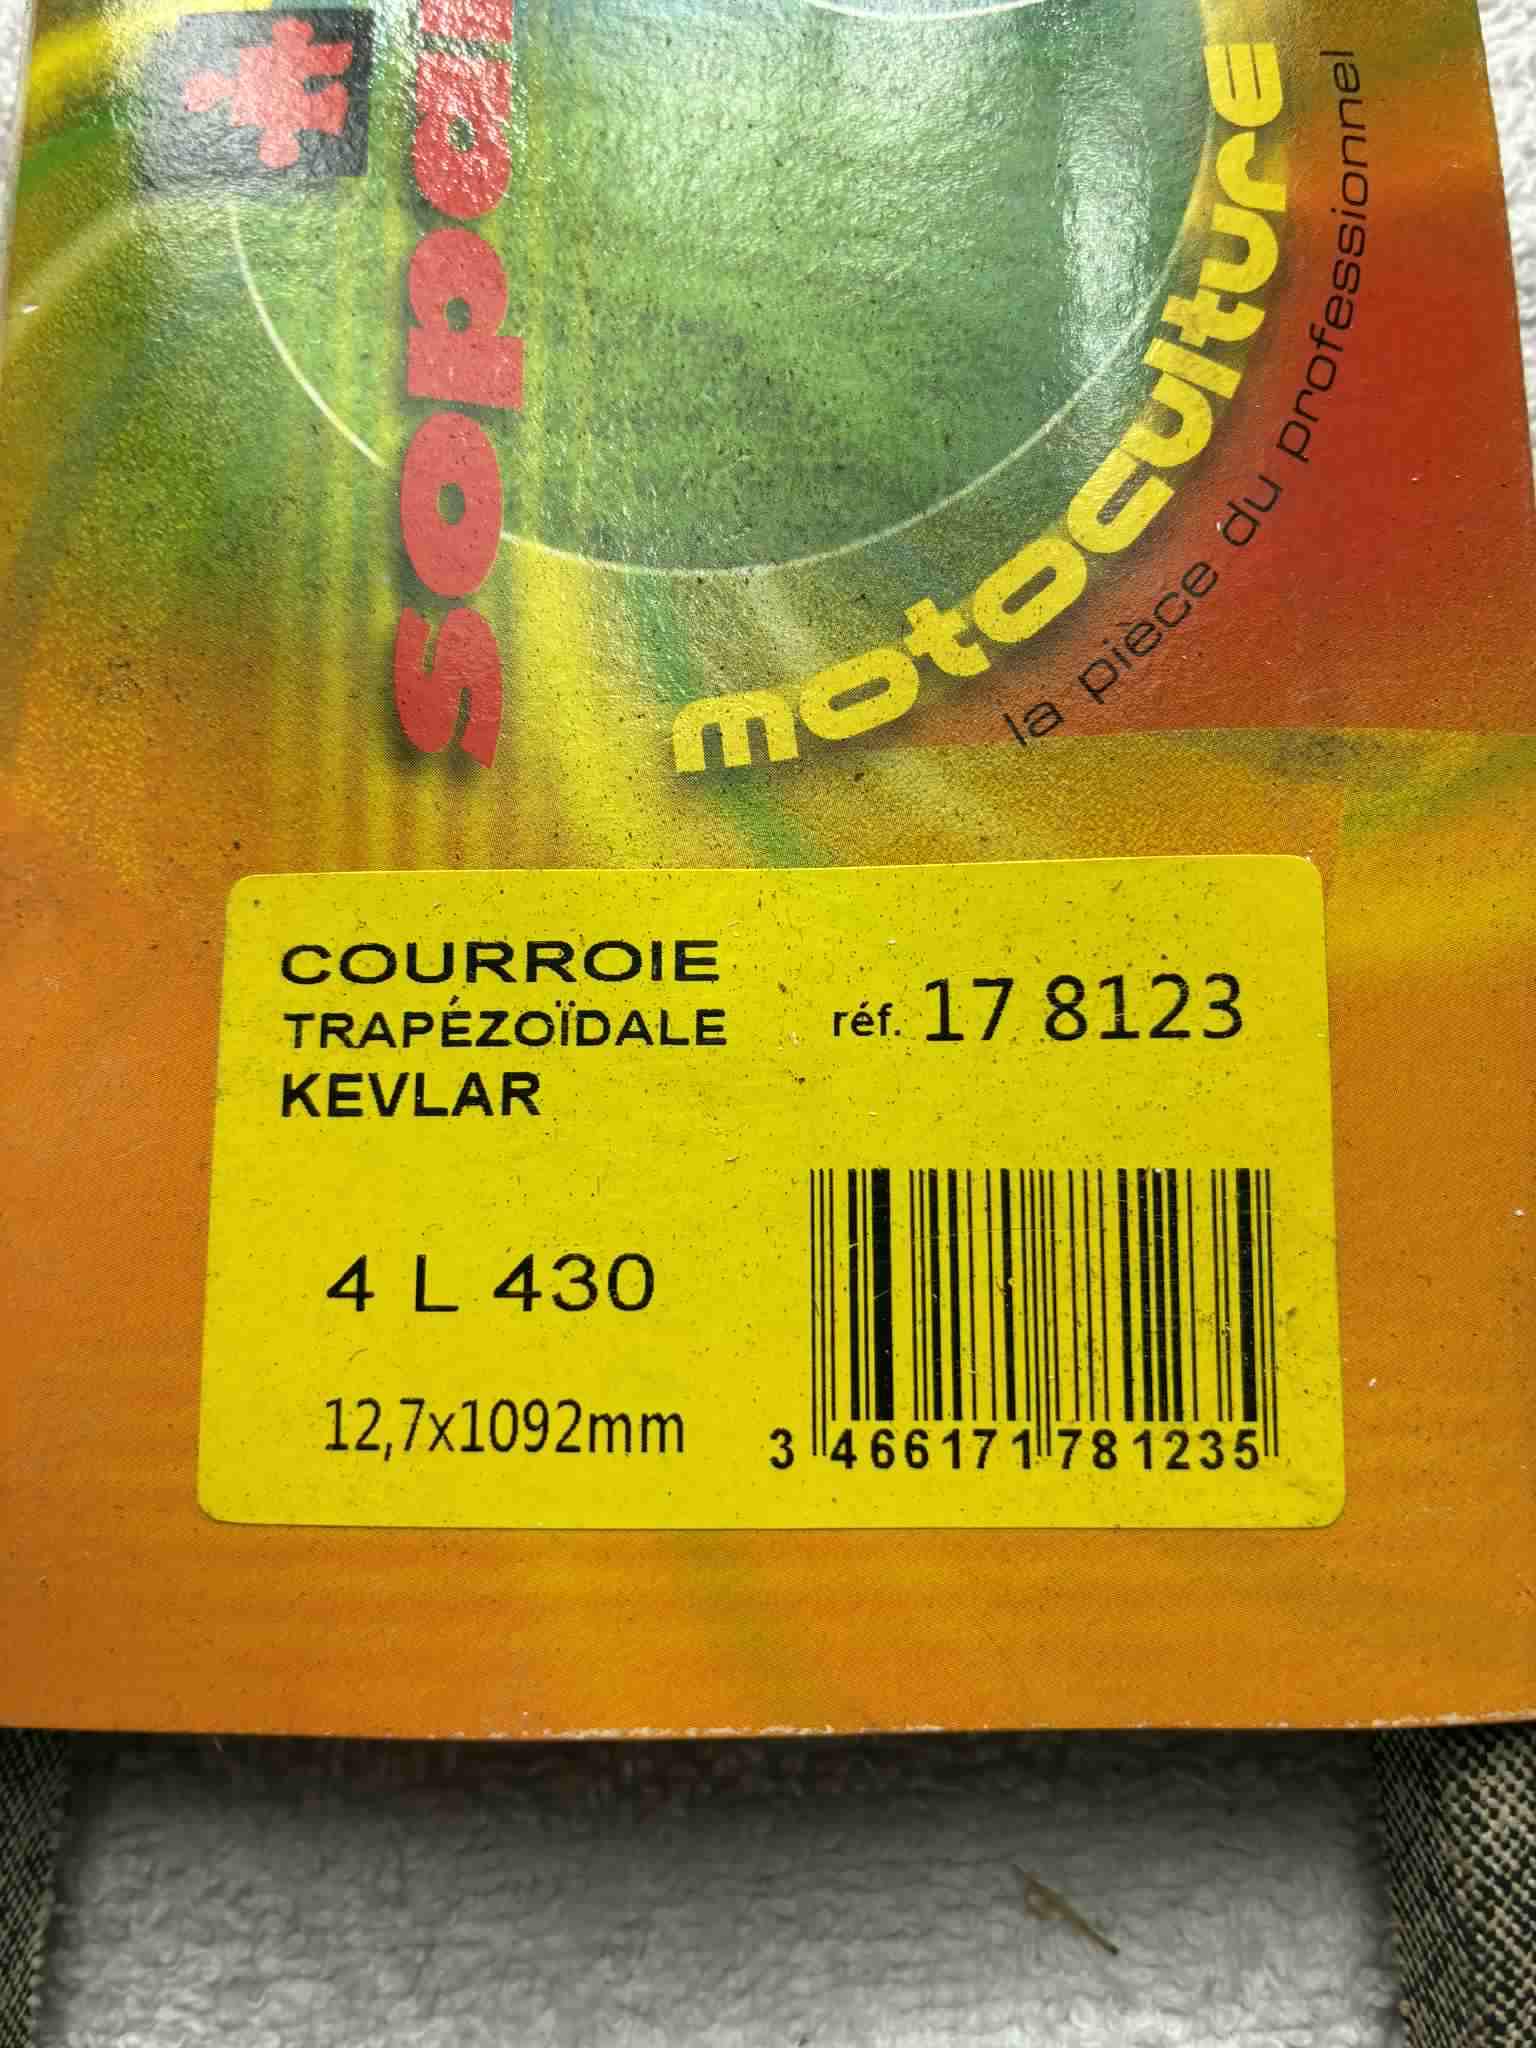 motoculture
la pièce du professionnel
COURROIE
TRAPÉZOÏDALE
KEVLAR
réf. 17 8123
4 L 430
12,7x1092mm
3 466171 781235